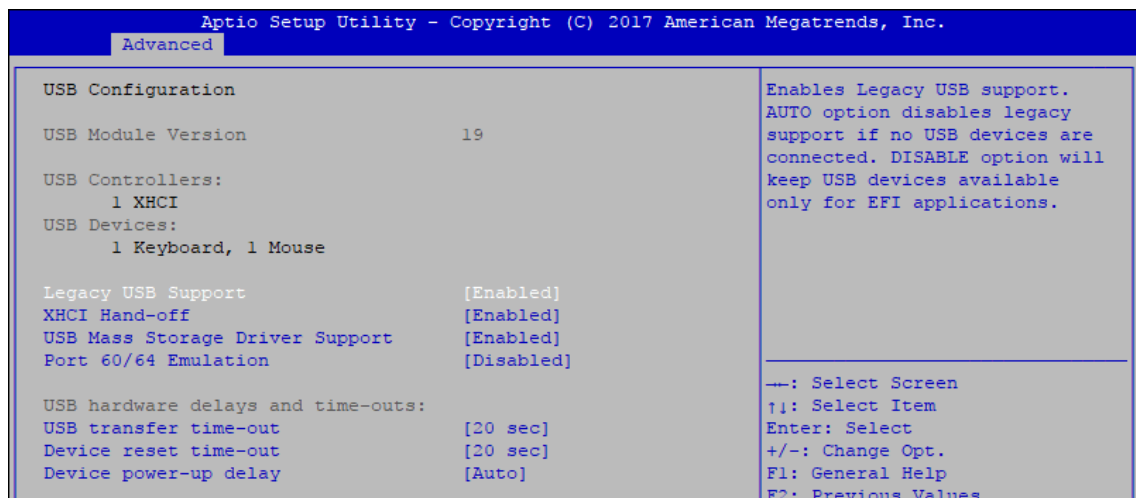 Aptio Setup Utility - Copyright (C) 2017 American Megatrends, Inc.
Advanced
USB Configuration
USB Module Version 19
USB Controllers:
1 XHCI
USB Devices:
1 Keyboard, 1 Mouse
Legacy USB Support [Enabled]
XHCI Hand-off [Enabled]
USB Mass Storage Driver Support [Enabled]
Port 60/64 Emulation [Disabled]
USB hardware delays and time-outs:
USB transfer time-out [20 sec]
Device reset time-out [20 sec]
Device power-up delay [Auto]
Enables Legacy USB support.
AUTO option disables legacy
support if no USB devices are
connected. DISABLE option will
keep USB devices available
only for EFI applications.
→←: Select Screen
↑↓: Select Item
Enter: Select
+/-: Change Opt.
F1: General Help
F2: Previous Values